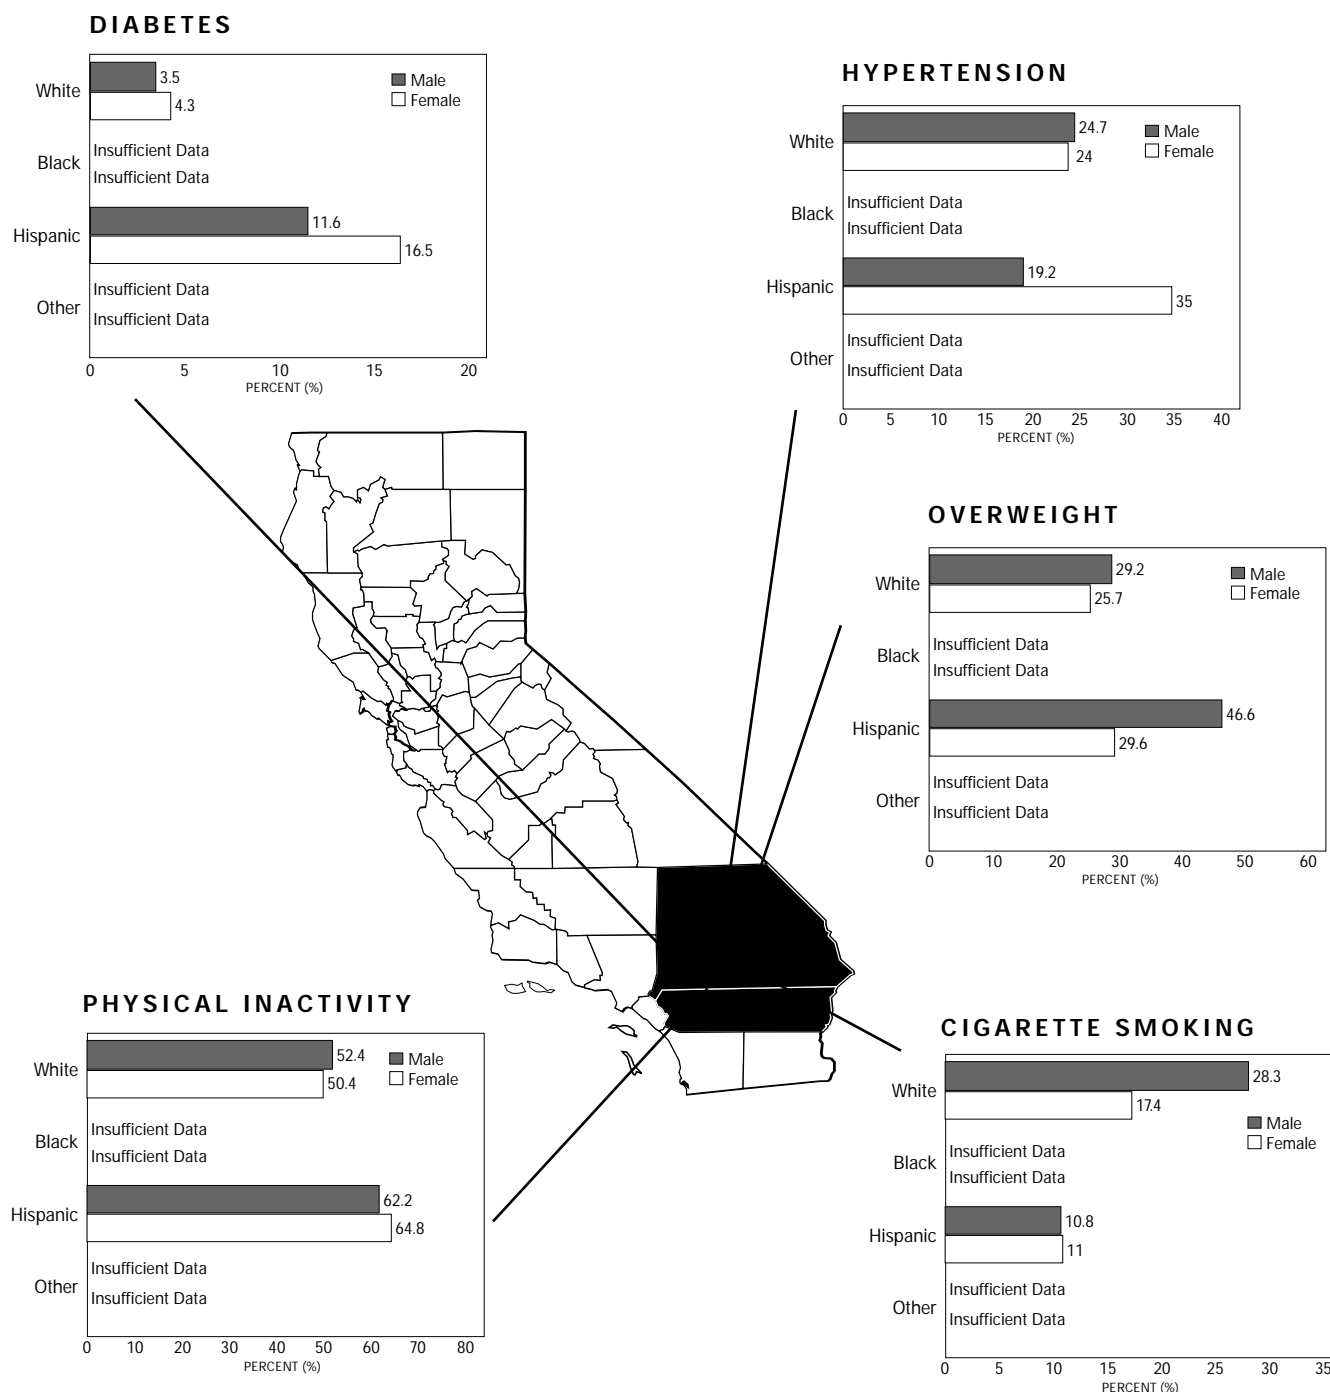 DIABETES
White
3.5
4.3
Male
Female
Black
Insufficient Data
Insufficient Data
Hispanic
11.6
16.5
Other
Insufficient Data
Insufficient Data
0 5 10 15 20
PERCENT (%)
HYPERTENSION
White
24.7
24
Male
Female
Black
Insufficient Data
Insufficient Data
Hispanic
19.2
35
Other
Insufficient Data
Insufficient Data
0 5 10 15 20 25 30 35 40
PERCENT (%)
OVERWEIGHT
White
29.2
25.7
Male
Female
Black
Insufficient Data
Insufficient Data
Hispanic
46.6
29.6
Other
Insufficient Data
Insufficient Data
0 10 20 30 40 50 60
PERCENT (%)
PHYSICAL INACTIVITY
White
52.4
50.4
Male
Female
Black
Insufficient Data
Insufficient Data
Hispanic
62.2
64.8
Other
Insufficient Data
Insufficient Data
0 10 20 30 40 50 60 70 80
PERCENT (%)
CIGARETTE SMOKING
White
28.3
17.4
Male
Female
Black
Insufficient Data
Insufficient Data
Hispanic
10.8
11
Other
Insufficient Data
Insufficient Data
0 5 10 15 20 25 30 35
PERCENT (%)